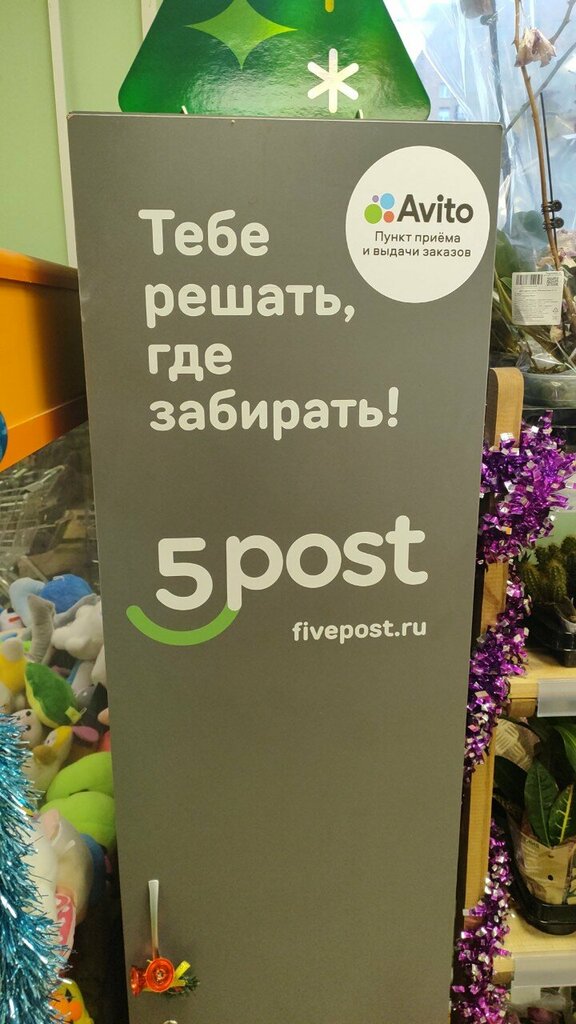 Avito
Пункт приёма
и выдачи заказов
Тебе
решать,
где
забирать!
5post
fivepost.ru